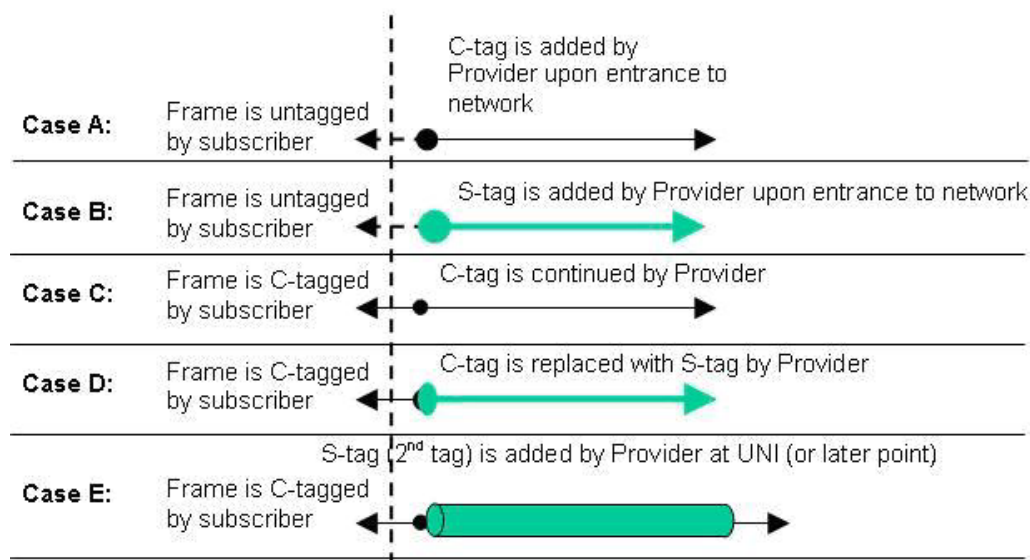 C-tag is added by
Provider upon entrance to
network
Case A:
Frame is untagged
by subscriber
S-tag is added by Provider upon entrance to network
Case B:
Frame is untagged
by subscriber
C-tag is continued by Provider
Case C:
Frame is C-tagged
by subscriber
C-tag is replaced with S-tag by Provider
Case D:
Frame is C-tagged
by subscriber
S-tag (2nd tag) is added by Provider at UNI (or later point)
Case E:
Frame is C-tagged
by subscriber